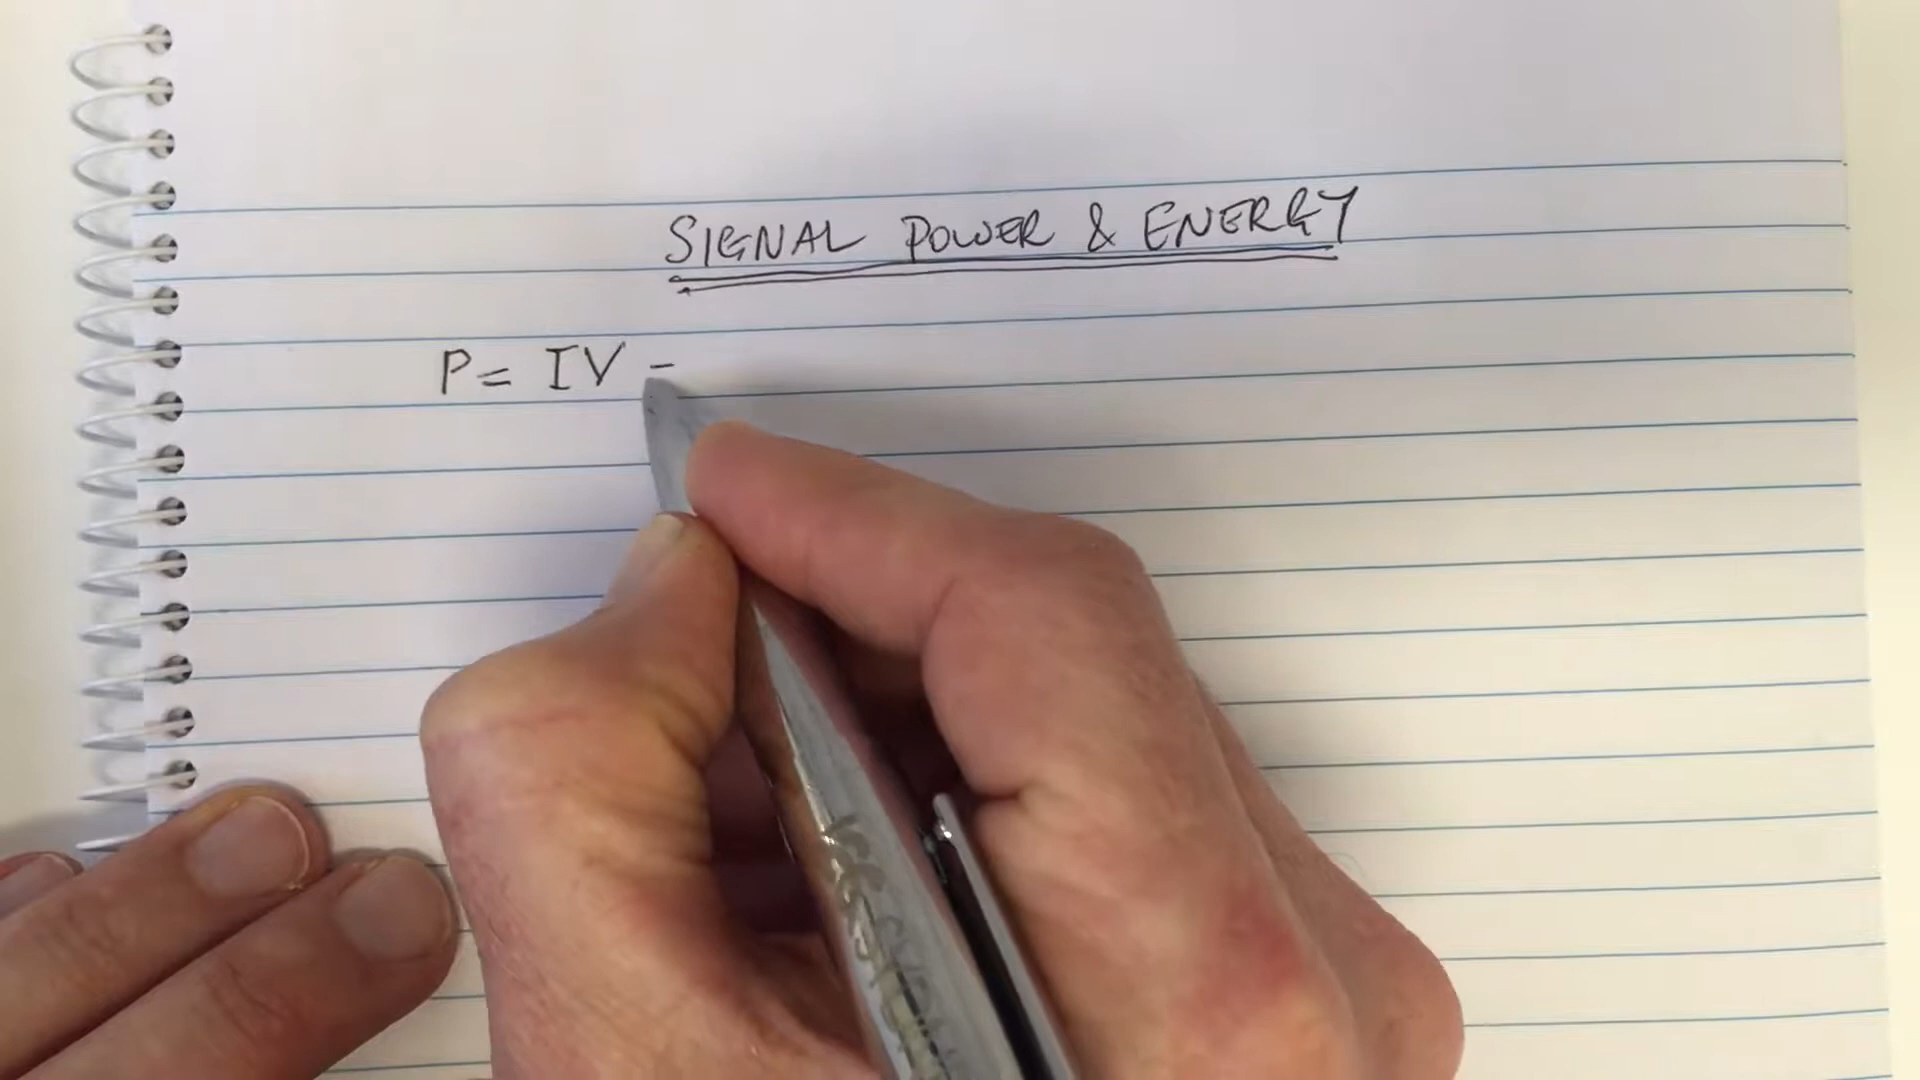 SIGNAL POWER & ENERGY
P = IV -